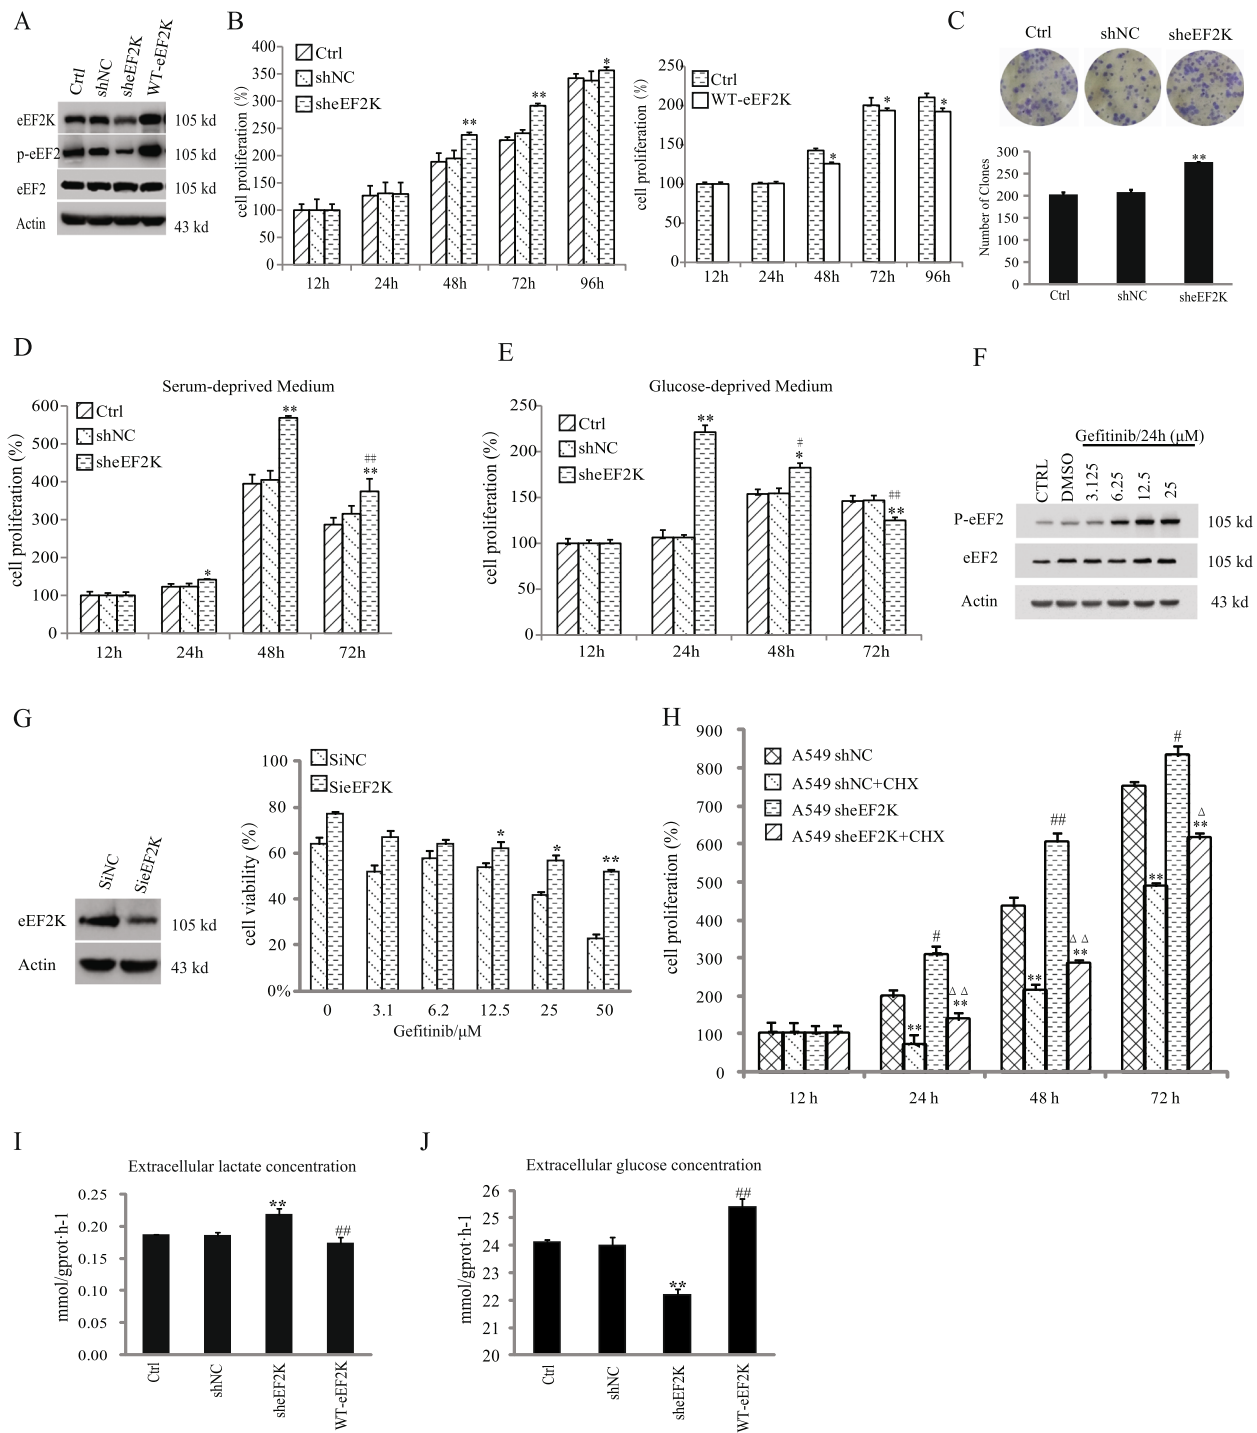 A
Crtl
shNC
sheEF2K
WT-eEF2K
eEF2K
105 kd
p-eEF2
105 kd
eEF2
105 kd
Actin
43 kd
B
cell proliferation (%)
400
350
300
250
200
150
100
50
0
Ctrl
shNC
sheEF2K
**
**
*
12h
24h
48h
72h
96h
cell proliferation (%)
250
200
150
100
50
0
Ctrl
WT-eEF2K
*
*
*
12h
24h
48h
72h
96h
C
Ctrl
shNC
sheEF2K
Number of Clones
300
250
200
150
100
50
0
**
Ctrl
shNC
sheEF2K
D
Serum-deprived Medium
cell proliferation (%)
600
500
400
300
200
100
0
Ctrl
shNC
sheEF2K
*
**
##
**
12h
24h
48h
72h
E
Glucose-deprived Medium
cell proliferation (%)
250
200
150
100
50
0
Ctrl
shNC
sheEF2K
**
#
*
##
**
12h
24h
48h
72h
F
Gefitinib/24h (μM)
CTRL
DMSO
3.125
6.25
12.5
25
P-eEF2
105 kd
eEF2
105 kd
Actin
43 kd
G
SiNC
SieEF2K
eEF2K
105 kd
Actin
43 kd
cell viability (%)
100
80
60
40
20
0%
SiNC
SieEF2K
*
*
**
0
3.1
6.2
12.5
25
50
Gefitinib/μM
H
cell proliferation (%)
900
800
700
600
500
400
300
200
100
0
A549 shNC
A549 shNC+CHX
A549 sheEF2K
A549 sheEF2K+CHX
**
#
Δ Δ
**
**
##
Δ Δ
**
**
#
Δ
**
12 h
24 h
48 h
72 h
I
Extracellular lactate concentration
mmol/gprot·h-1
0.25
0.20
0.15
0.10
0.05
0.00
**
##
Ctrl
shNC
sheEF2K
WT-eEF2K
J
Extracellular glucose concentration
mmol/gprot·h-1
26
25
24
23
22
21
20
**
##
Ctrl
shNC
sheEF2K
WT-eEF2K